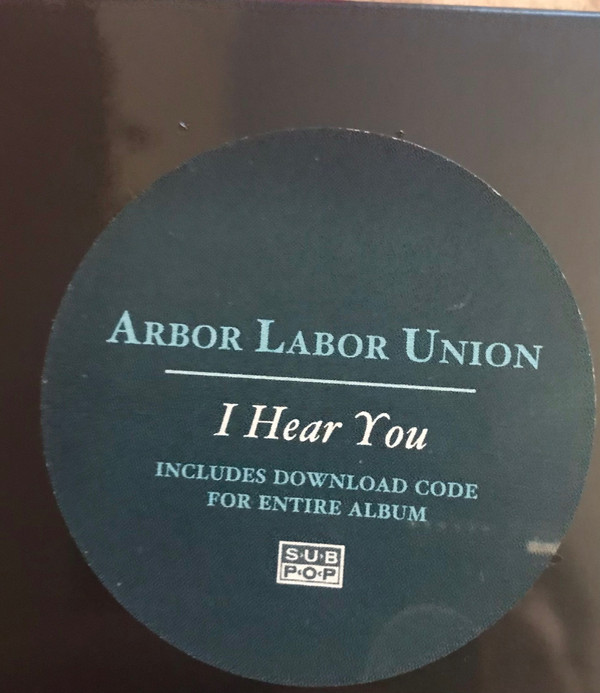 ARBOR LABOR UNION
I Hear You
INCLUDES DOWNLOAD CODE
FOR ENTIRE ALBUM
SUB
POP